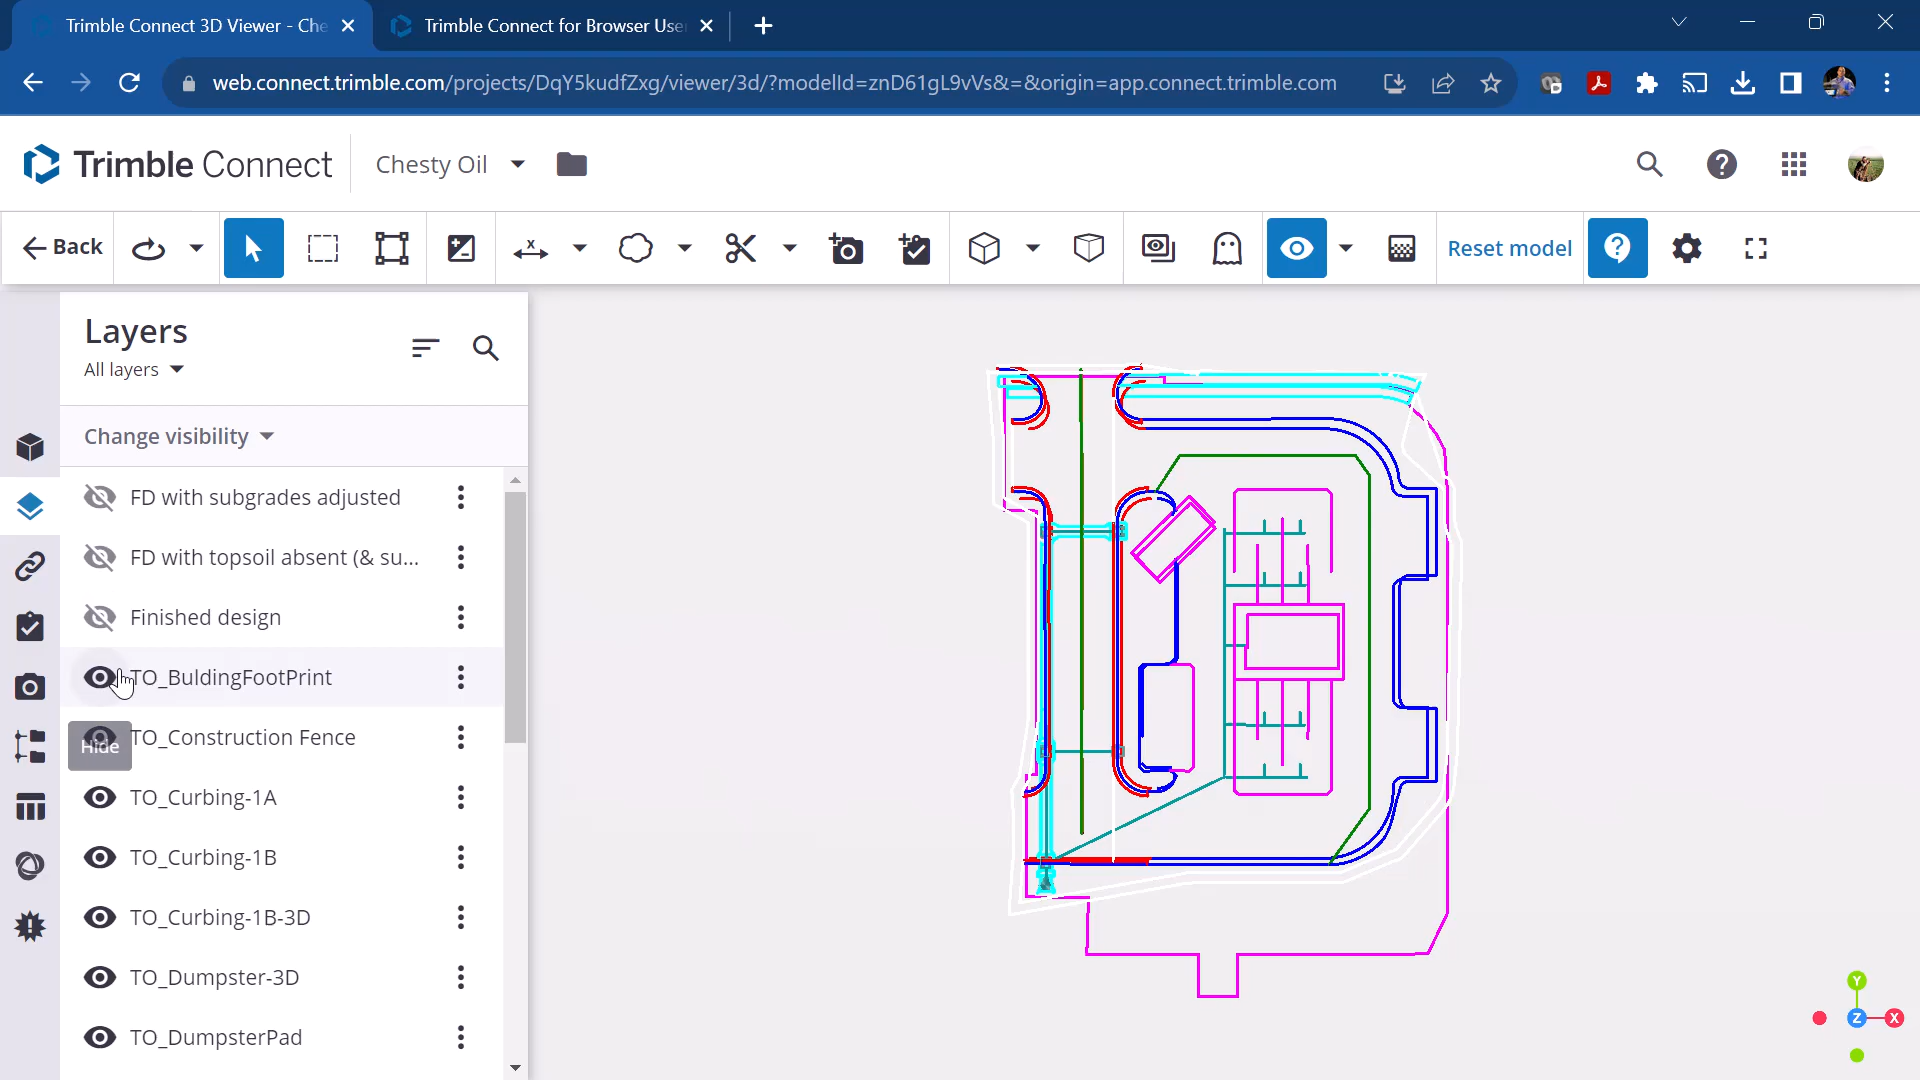 Trimble Connect 3D Viewer - Che
Trimble Connect for Browser Use
web.connect.trimble.com/projects/DqY5kudfZxg/viewer/3d/?modelId=znD61gL9vVs&=&origin=app.connect.trimble.com
Trimble Connect
Chesty Oil
Back
x
Reset model
Layers
All layers
Change visibility
FD with subgrades adjusted
FD with topsoil absent (& su...
Finished design
TO_BuldingFootPrint
TO_Construction Fence
Hide
TO_Curbing-1A
TO_Curbing-1B
TO_Curbing-1B-3D
TO_Dumpster-3D
TO_DumpsterPad
Y
Z X